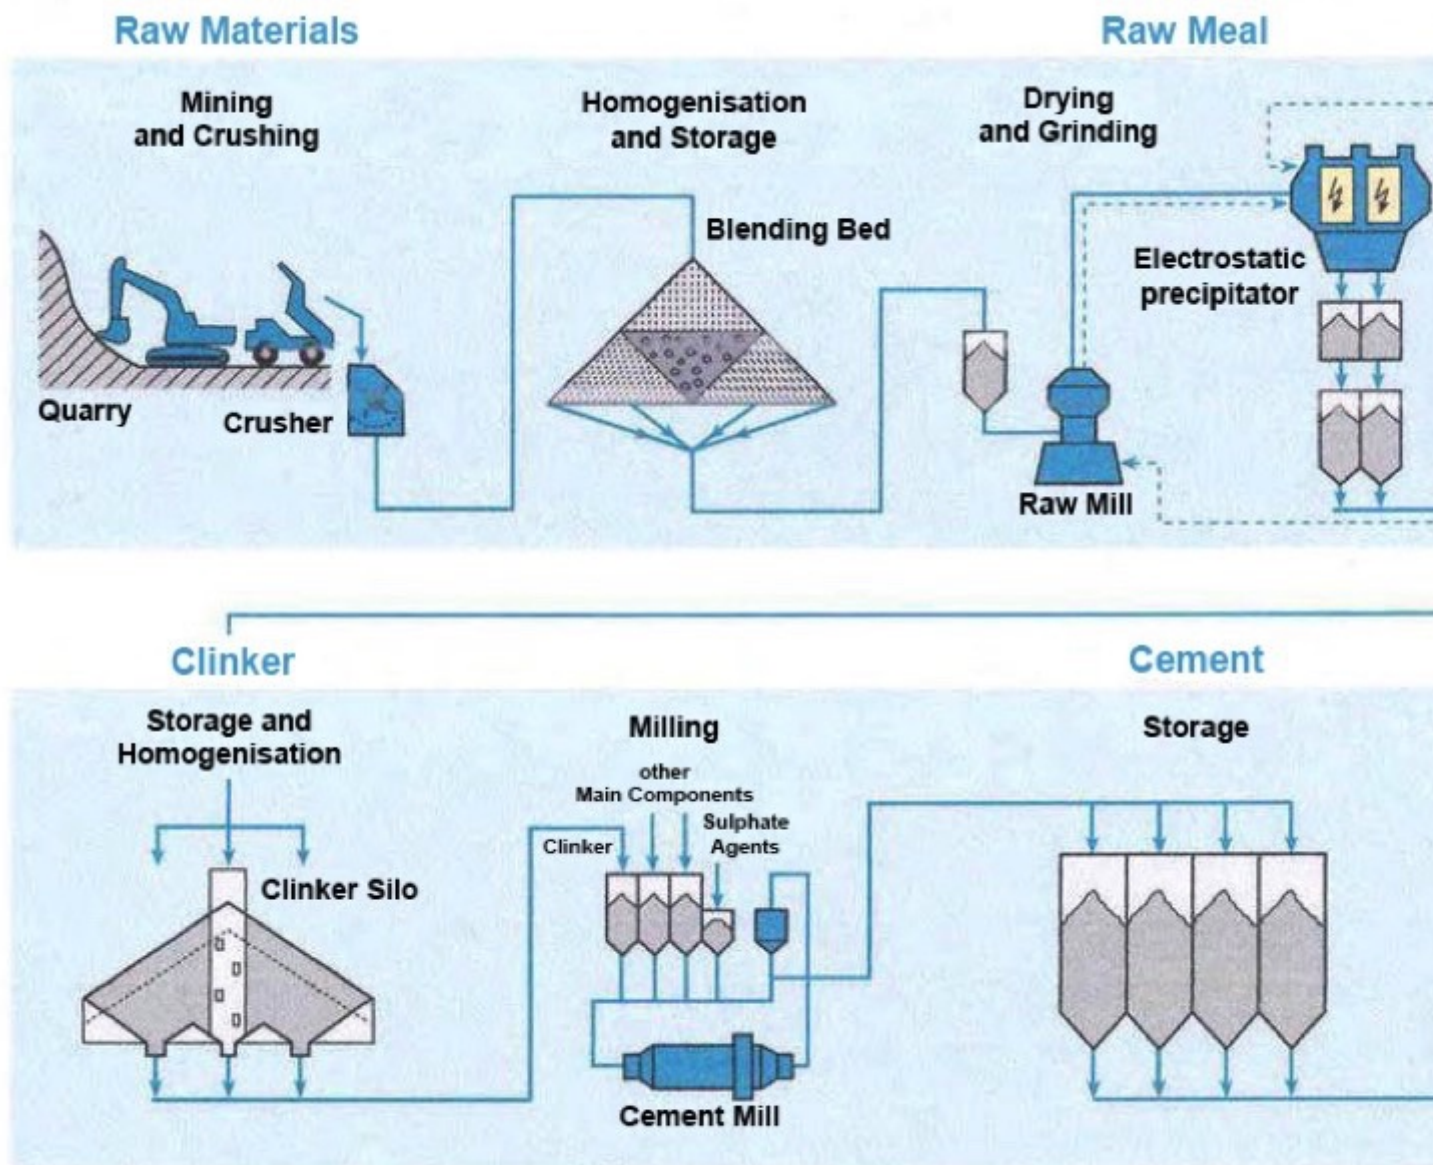 Raw Materials
Raw Meal
Mining
and Crushing
Homogenisation
and Storage
Drying
and Grinding
Blending Bed
Electrostatic
precipitator
Quarry
Crusher
Raw Mill
Clinker
Cement
Storage and
Homogenisation
Milling
Storage
other
Main Components
Sulphate
Agents
Clinker
Clinker Silo
Cement Mill